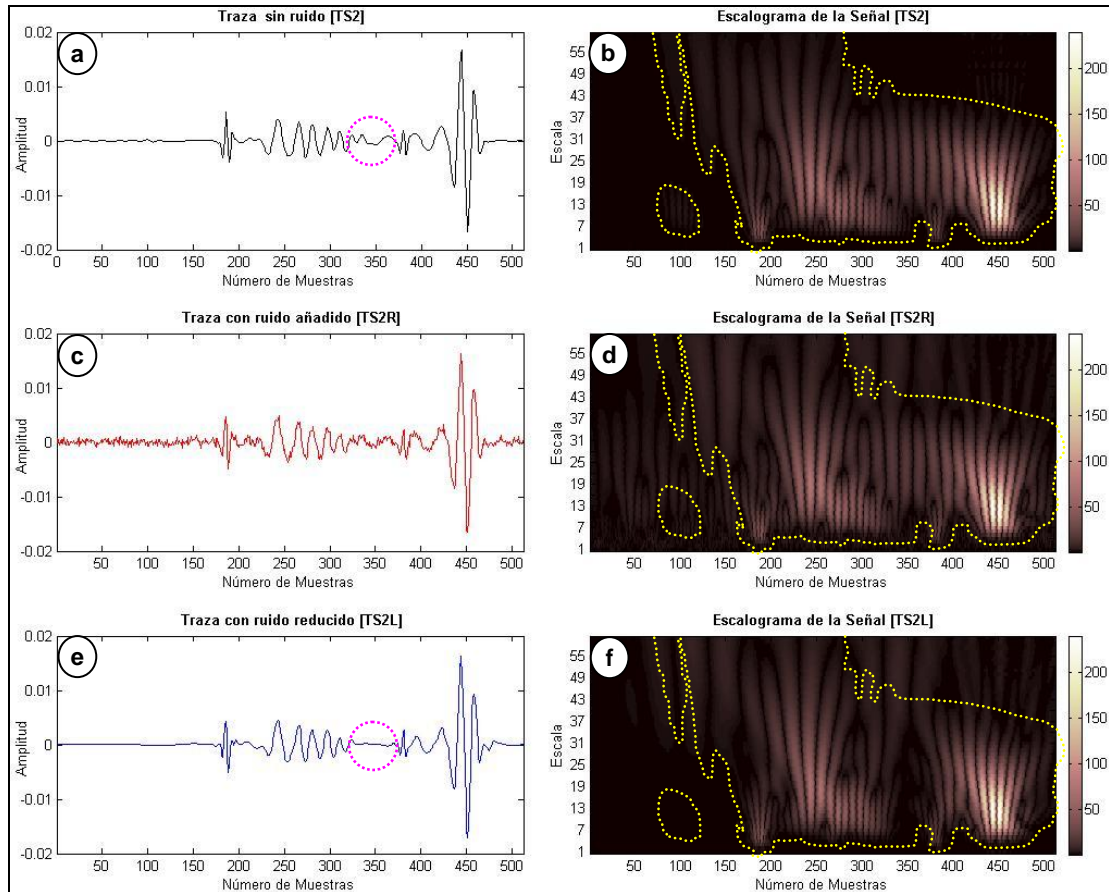 Traza sin ruido [TS2]
a
Amplitud
0.02
0.01
0
-0.01
-0.02
0 50 100 150 200 250 300 350 400 450 500
Número de Muestras
Escalograma de la Señal [TS2]
b
Escala
55
49
43
37
31
25
19
13
7
1
50 100 150 200 250 300 350 400 450 500
Número de Muestras
200
150
100
50
Traza con ruido añadido [TS2R]
c
Amplitud
0.02
0.01
0
-0.01
-0.02
0 50 100 150 200 250 300 350 400 450 500
Número de Muestras
Escalograma de la Señal [TS2R]
d
Escala
55
49
43
37
31
25
19
13
7
1
50 100 150 200 250 300 350 400 450 500
Número de Muestras
200
150
100
50
Traza con ruido reducido [TS2L]
e
Amplitud
0.02
0.01
0
-0.01
-0.02
0 50 100 150 200 250 300 350 400 450 500
Número de Muestras
Escalograma de la Señal [TS2L]
f
Escala
55
49
43
37
31
25
19
13
7
1
50 100 150 200 250 300 350 400 450 500
Número de Muestras
200
150
100
50